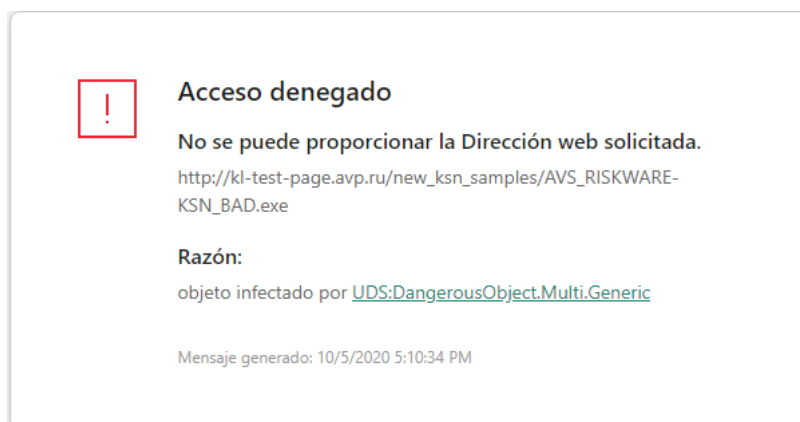 !
Acceso denegado
No se puede proporcionar la Dirección web solicitada.
http://kl-test-page.avp.ru/new_ksn_samples/AVS_RISKWARE-
KSN_BAD.exe
Razón:
objeto infectado por UDS:DangerousObject.Multi.Generic
Mensaje generado: 10/5/2020 5:10:34 PM